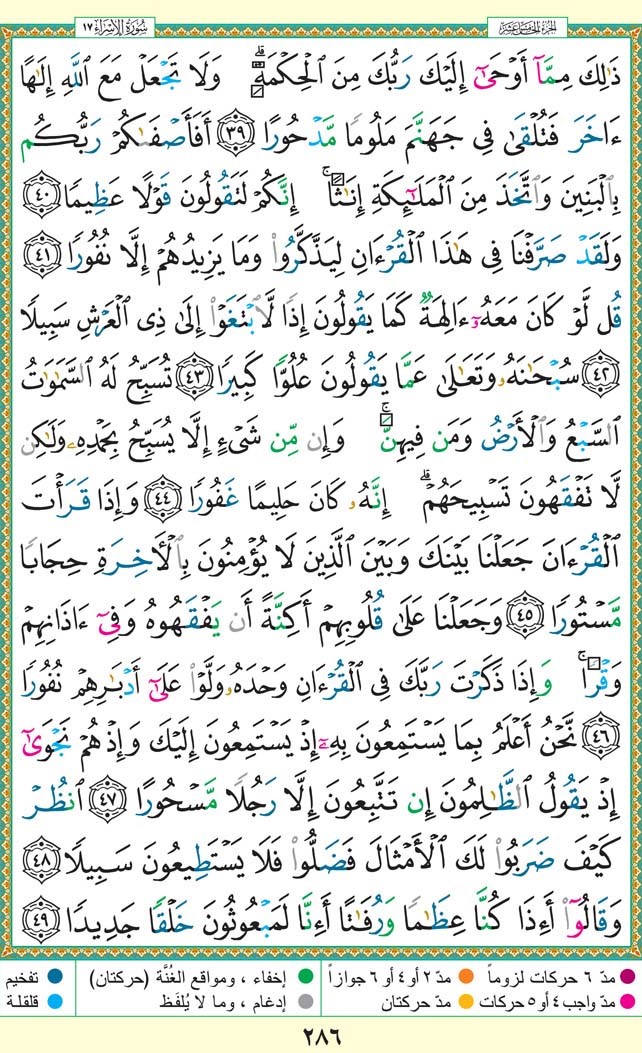 الجزء الخامس عشر
سُورَةُ الإِسْرَاءِ ١٧
ذَٰلِكَ مِمَّآ أَوْحَىٰٓ إِلَيْكَ رَبُّكَ مِنَ ٱلْحِكْمَةِۗ وَلَا تَجْعَلْ مَعَ ٱللَّهِ إِلَٰهًا
ءَاخَرَ فَتُلْقَىٰ فِى جَهَنَّمَ مَلُومًا مَّدْحُورًا ٣٩ أَفَأَصْفَىٰكُمْ رَبُّكُم
بِٱلْبَنِينَ وَٱتَّخَذَ مِنَ ٱلْمَلَٰٓئِكَةِ إِنَٰثًاۚ إِنَّكُمْ لَتَقُولُونَ قَوْلًا عَظِيمًا ٤٠
وَلَقَدْ صَرَّفْنَا فِى هَٰذَا ٱلْقُرْءَانِ لِيَذَّكَّرُوا۟ وَمَا يَزِيدُهُمْ إِلَّا نُفُورًا ٤١
قُل لَّوْ كَانَ مَعَهُۥٓ ءَالِهَةٌ كَمَا يَقُولُونَ إِذًا لَّٱبْتَغَوْا۟ إِلَىٰ ذِى ٱلْعَرْشِ سَبِيلًا
٤٢ سُبْحَٰنَهُۥ وَتَعَٰلَىٰ عَمَّا يَقُولُونَ عُلُوًّا كَبِيرًا ٤٣ تُسَبِّحُ لَهُ ٱلسَّمَٰوَٰتُ
ٱلسَّبْعُ وَٱلْأَرْضُ وَمَن فِيهِنَّۚ وَإِن مِّن شَىْءٍ إِلَّا يُسَبِّحُ بِحَمْدِهِۦ وَلَٰكِن
لَّا تَفْقَهُونَ تَسْبِيحَهُمْۗ إِنَّهُۥ كَانَ حَلِيمًا غَفُورًا ٤٤ وَإِذَا قَرَأْتَ
ٱلْقُرْءَانَ جَعَلْنَا بَيْنَكَ وَبَيْنَ ٱلَّذِينَ لَا يُؤْمِنُونَ بِٱلْءَاخِرَةِ حِجَابًا
مَّسْتُورًا ٤٥ وَجَعَلْنَا عَلَىٰ قُلُوبِهِمْ أَكِنَّةً أَن يَفْقَهُوهُ وَفِىٓ ءَاذَانِهِمْ
وَقْرًاۚ وَإِذَا ذَكَرْتَ رَبَّكَ فِى ٱلْقُرْءَانِ وَحْدَهُۥ وَلَّوْا۟ عَلَىٰٓ أَدْبَٰرِهِمْ نُفُورًا
٤٦ نَّحْنُ أَعْلَمُ بِمَا يَسْتَمِعُونَ بِهِۦٓ إِذْ يَسْتَمِعُونَ إِلَيْكَ وَإِذْ هُمْ نَجْوَىٰٓ
إِذْ يَقُولُ ٱلظَّٰلِمُونَ إِن تَتَّبِعُونَ إِلَّا رَجُلًا مَّسْحُورًا ٤٧ ٱنظُرْ
كَيْفَ ضَرَبُوا۟ لَكَ ٱلْأَمْثَالَ فَضَلُّوا۟ فَلَا يَسْتَطِيعُونَ سَبِيلًا ٤٨
وَقَالُوٓا۟ أَءِذَا كُنَّا عِظَٰمًا وَرُفَٰتًا أَءِنَّا لَمَبْعُوثُونَ خَلْقًا جَدِيدًا ٤٩
مدّ ٦ حركات لزوماً مدّ ٢ أو ٤ أو ٦ جوازاً إخفاء ، ومواقع الغُنَّة (حركتان) تفخيم
مدّ واجب ٤ أو ٥ حركات مدّ حركتان إدغام ، وما لا يُلفَظ قلقلة
٢٨٦